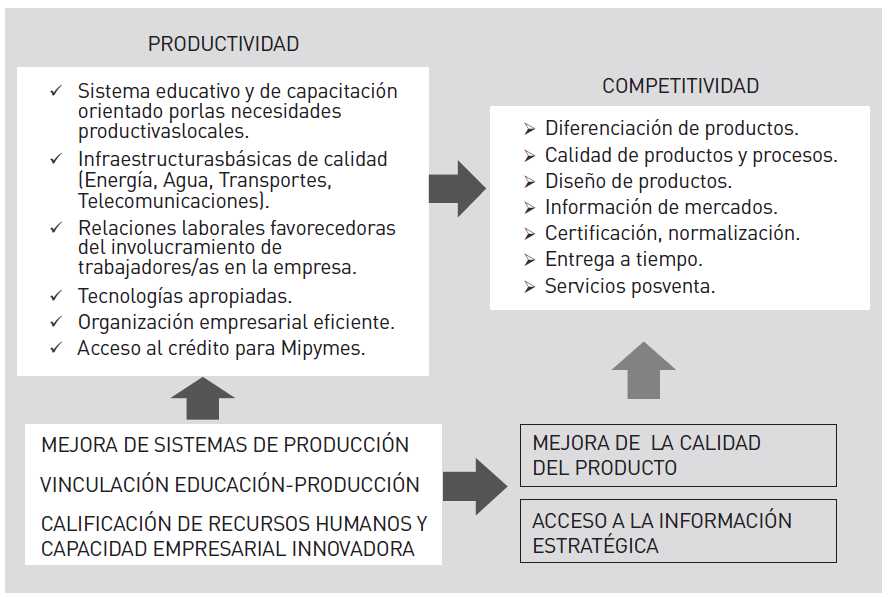 PRODUCTIVIDAD
✓ Sistema educativo y de capacitación
orientado porlas necesidades
productivaslocales.
✓ Infraestructurasbásicas de calidad
(Energía, Agua, Transportes,
Telecomunicaciones).
✓ Relaciones laborales favorecedoras
del involucramiento de
trabajadores/as en la empresa.
✓ Tecnologías apropiadas.
✓ Organización empresarial eficiente.
✓ Acceso al crédito para Mipymes.
COMPETITIVIDAD
➢ Diferenciación de productos.
➢ Calidad de productos y procesos.
➢ Diseño de productos.
➢ Información de mercados.
➢ Certificación, normalización.
➢ Entrega a tiempo.
➢ Servicios posventa.
MEJORA DE SISTEMAS DE PRODUCCIÓN
VINCULACIÓN EDUCACIÓN-PRODUCCIÓN
CALIFICACIÓN DE RECURSOS HUMANOS Y
CAPACIDAD EMPRESARIAL INNOVADORA
MEJORA DE LA CALIDAD
DEL PRODUCTO
ACCESO A LA INFORMACIÓN
ESTRATÉGICA